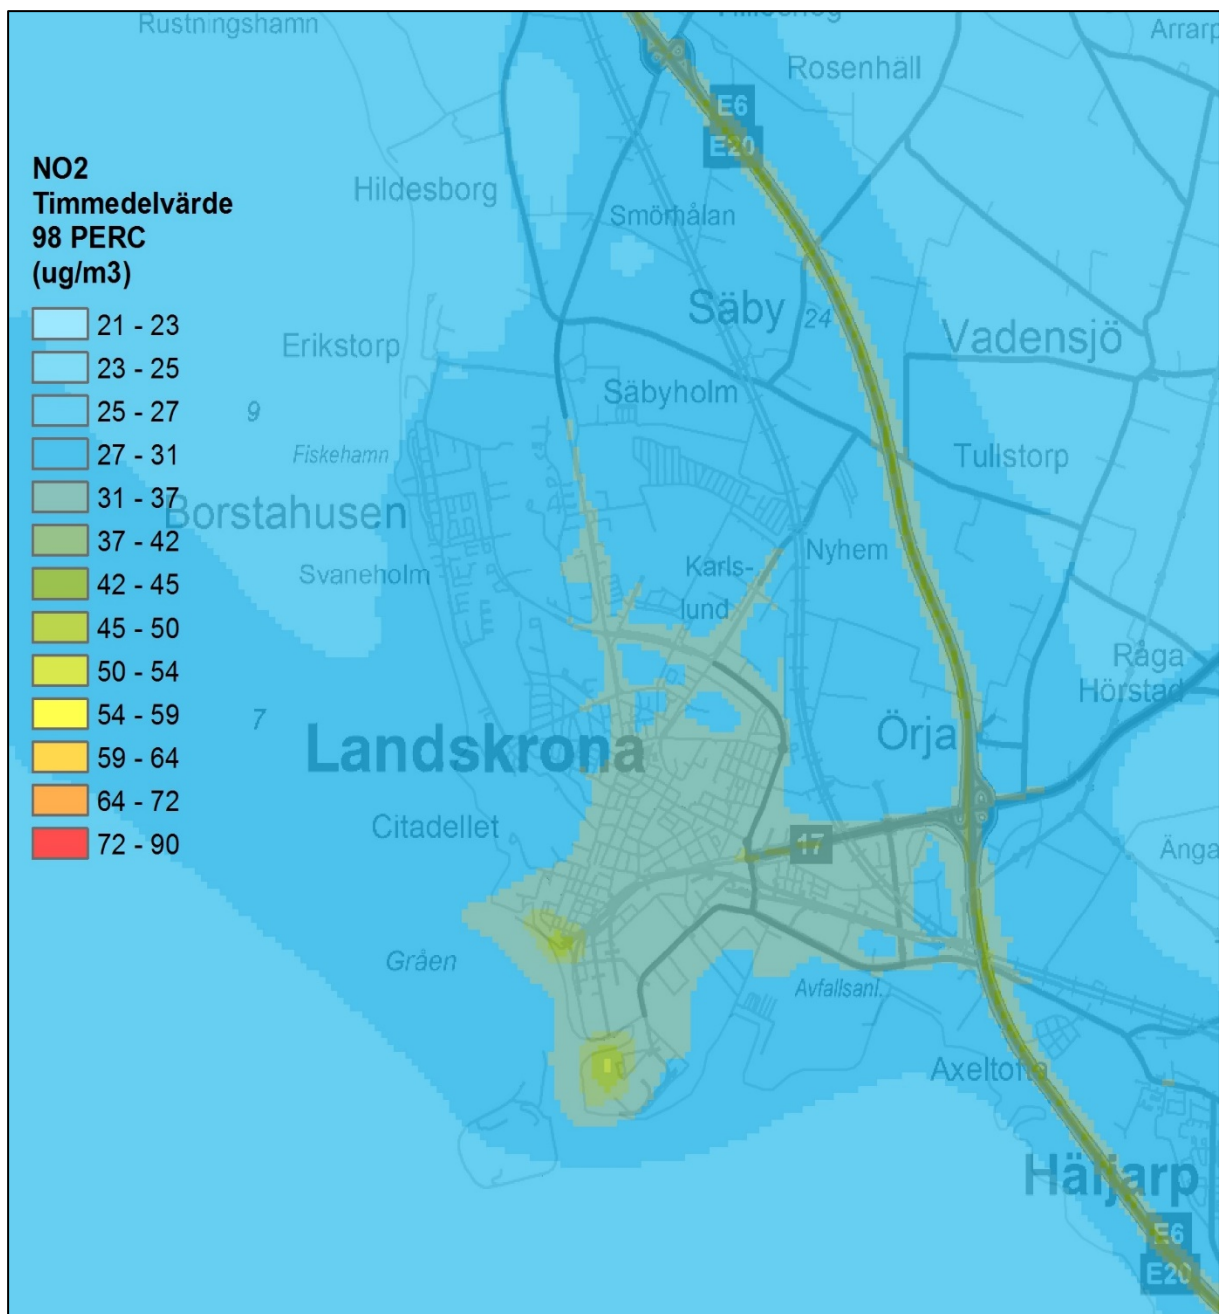 Rustningshamn
Arrarp
Rosenhäll
E6
E20
NO2
Timmedelvärde
98 PERC
(ug/m3)
Hildesborg
Smörhålan
21 - 23
23 - 25
25 - 27
27 - 31
31 - 37
37 - 42
42 - 45
45 - 50
50 - 54
54 - 59
59 - 64
64 - 72
72 - 90
Säby 24
Vadensjö
Erikstorp
Säbyholm
9
Fiskehamn
Tullstorp
Borstahusen
Nyhem
Svaneholm
Karls-
lund
Råga
Hörstad
7
Landskrona
Örja
Citadellet
17
Änga
Gråen
Avfallsanl.
Axeltofta
Häljarp
E6
E20